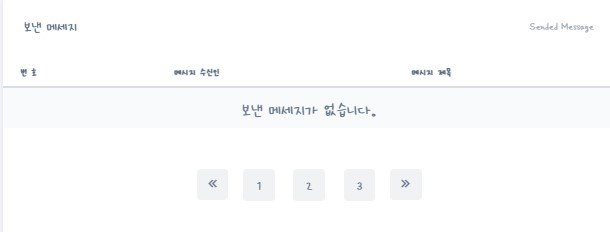 보낸 메세지
Sended Message
번 호 메시지 수신인 메시지 제목
보낸 메세지가 없습니다.
« 1 2 3 »